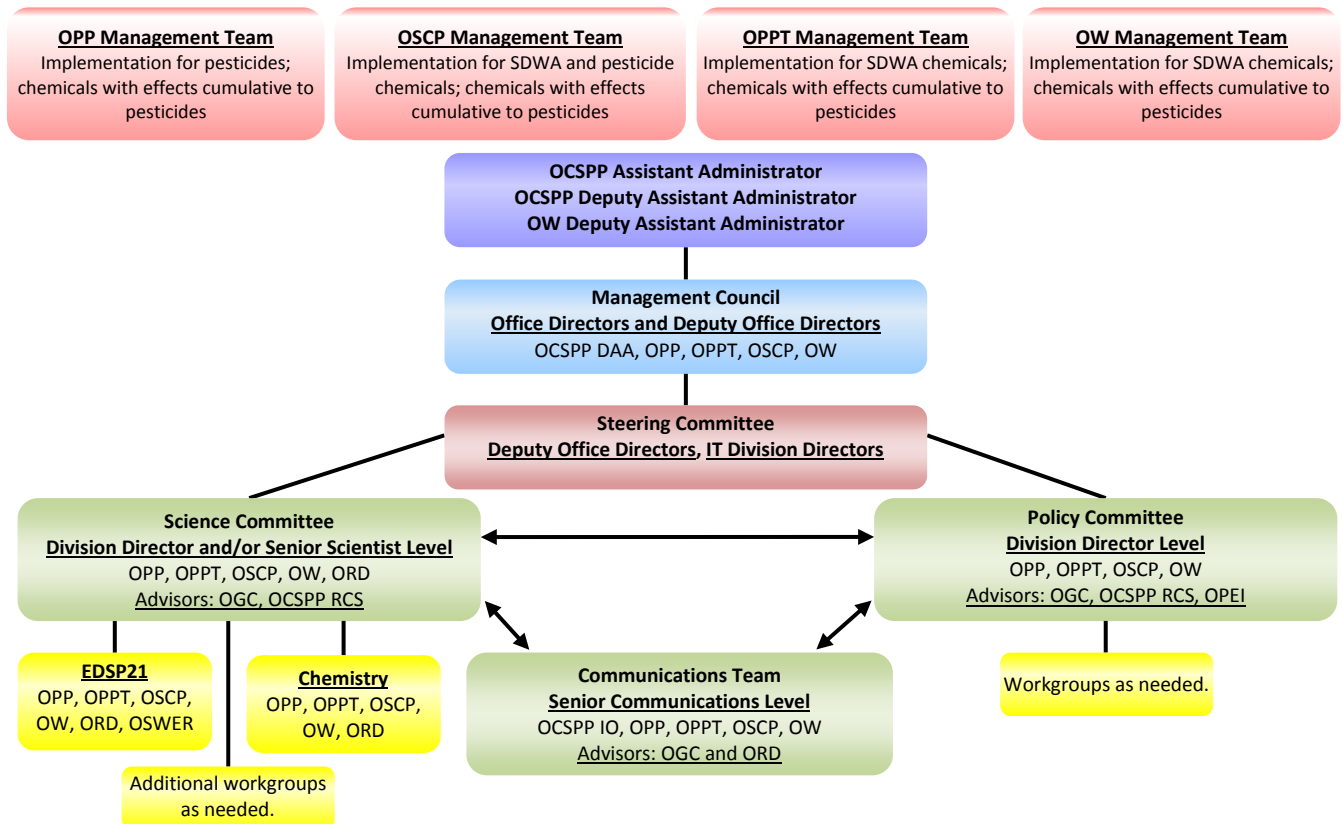 OPP Management Team
Implementation for pesticides;
chemicals with effects cumulative to
pesticides
OSCP Management Team
Implementation for SDWA and pesticide
chemicals; chemicals with effects
cumulative to pesticides
OPPT Management Team
Implementation for SDWA chemicals;
chemicals with effects cumulative to
pesticides
OW Management Team
Implementation for SDWA chemicals;
chemicals with effects cumulative to
pesticides
OCSPP Assistant Administrator
OCSPP Deputy Assistant Administrator
OW Deputy Assistant Administrator
Management Council
Office Directors and Deputy Office Directors
OCSPP DAA, OPP, OPPT, OSCP, OW
Steering Committee
Deputy Office Directors, IT Division Directors
Science Committee
Division Director and/or Senior Scientist Level
OPP, OPPT, OSCP, OW, ORD
Advisors: OGC, OCSPP RCS
Policy Committee
Division Director Level
OPP, OPPT, OSCP, OW
Advisors: OGC, OCSPP RCS, OPEI
EDSP21
OPP, OPPT, OSCP,
OW, ORD, OSWER
Chemistry
OPP, OPPT, OSCP,
OW, ORD
Communications Team
Senior Communications Level
OCSPP IO, OPP, OPPT, OSCP, OW
Advisors: OGC and ORD
Workgroups as needed.
Additional workgroups
as needed.